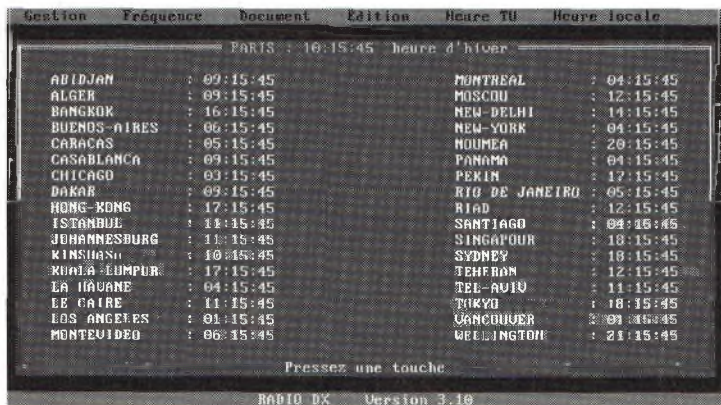 Gestion Fréquence Document Edition Heure TU Heure locale
PARIS : 10:15:45 heure d'hiver
ABIDJAN : 09:15:45
ALGER : 09:15:45
BANGKOK : 16:15:45
BUENOS-AIRES : 06:15:45
CARACAS : 05:15:45
CASABLANCA : 09:15:45
CHICAGO : 03:15:45
DAKAR : 09:15:45
HONG-KONG : 17:15:45
ISTANBUL : 11:15:45
JOHANNESBURG : 11:15:45
KINSHASA : 10:15:45
KUALA-LUMPUR : 17:15:45
LA HAVANE : 04:15:45
LE CAIRE : 11:15:45
LOS ANGELES : 01:15:45
MONTEVIDEO : 06:15:45
MONTREAL : 04:15:45
MOSCOU : 12:15:45
NEW-DELHI : 14:15:45
NEW-YORK : 04:15:45
NOUMEA : 20:15:45
PANAMA : 04:15:45
PEKIN : 17:15:45
RIO DE JANEIRO : 05:15:45
RIAD : 12:15:45
SANTIAGO : 04:15:45
SINGAPOUR : 18:15:45
SYDNEY : 18:15:45
TEHERAN : 12:15:45
TEL-AVIV : 11:15:45
TOKYO : 18:15:45
VANCOUVER : 01:15:45
WELLINGTON : 21:15:45
Pressez une touche
RADIO DX Version 3.10